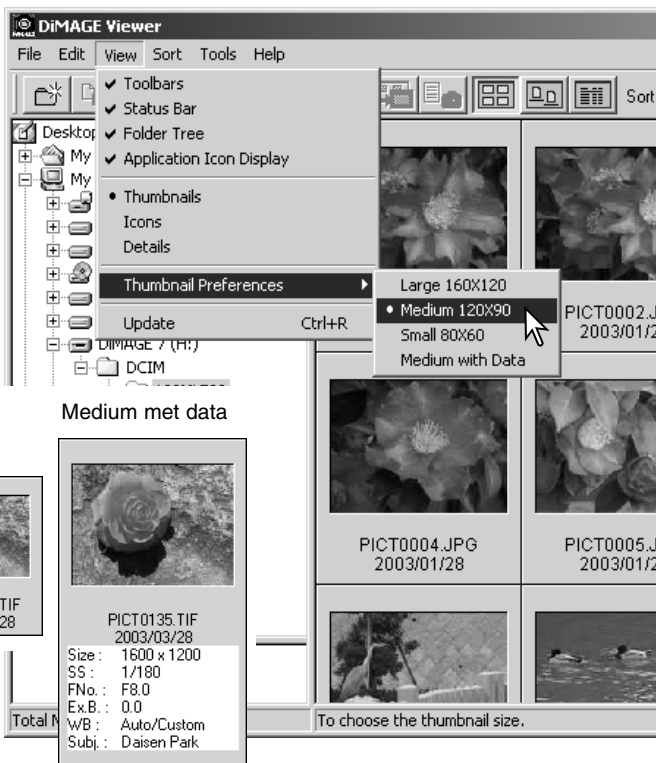 DiMAGE Viewer
File Edit View Sort Tools Help
Sort
Toolbars
Status Bar
Folder Tree
Application Icon Display
Thumbnails
Icons
Details
Thumbnail Preferences
Update Ctrl+R
Large 160X120
Medium 120X90
Small 80X60
Medium with Data
Desktop
My
My
DiMAGE 7 (H:)
DCIM
PICT0002.J
2003/01/2
PICT0004.JPG
2003/01/28
PICT0005.J
2003/01/2
Medium met data
TIF
28
PICT0135.TIF
2003/03/28
Size : 1600 x 1200
SS : 1/180
FNo. : F8.0
Ex.B. : 0.0
WB : Auto/Custom
Subj. : Daisen Park
Total
To choose the thumbnail size.